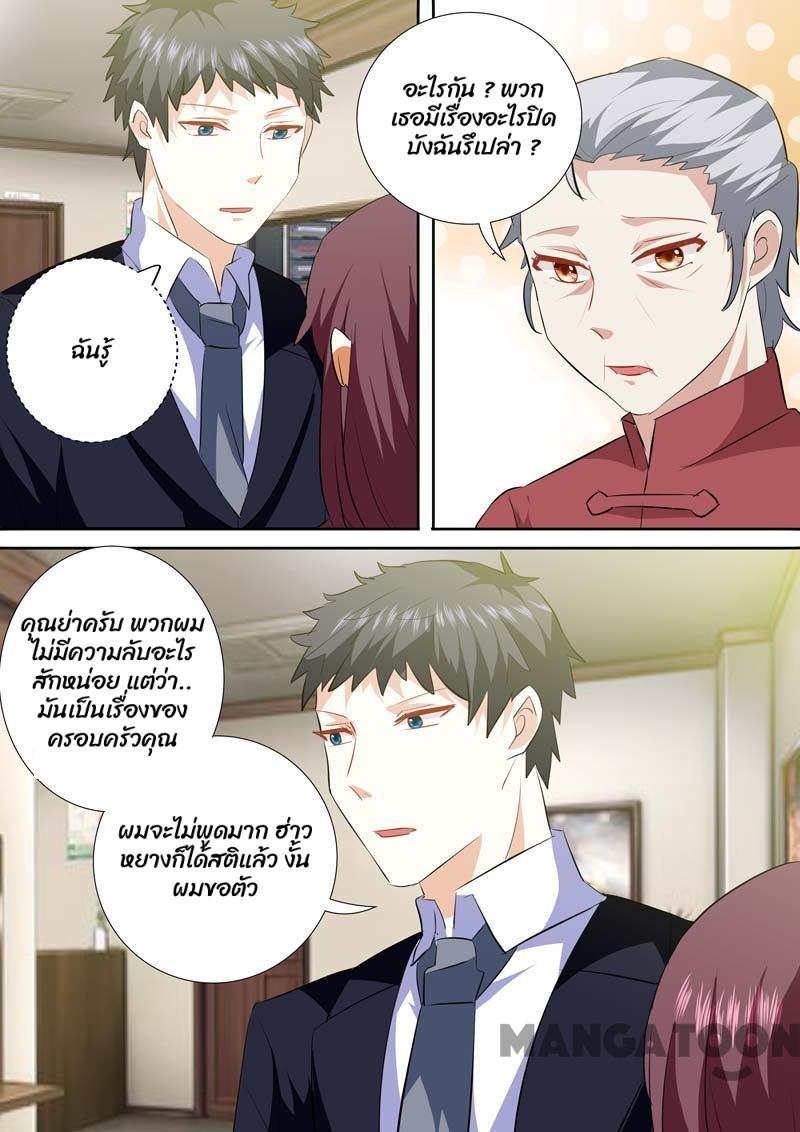 ฉันรู้
อะไรกัน ? พวก
เธอมีเรื่องอะไรปิด
บังฉันรึเปล่า ?
คุณย่าครับ พวกผม
ไม่มีความลับอะไร
สักหน่อย แต่ว่า..
มันเป็นเรื่องของ
ครอบครัวคุณ
ผมจะไม่พูดมาก ฮ่าว
หยางก็ได้สติแล้ว งั้น
ผมขอตัว
MANGATOON